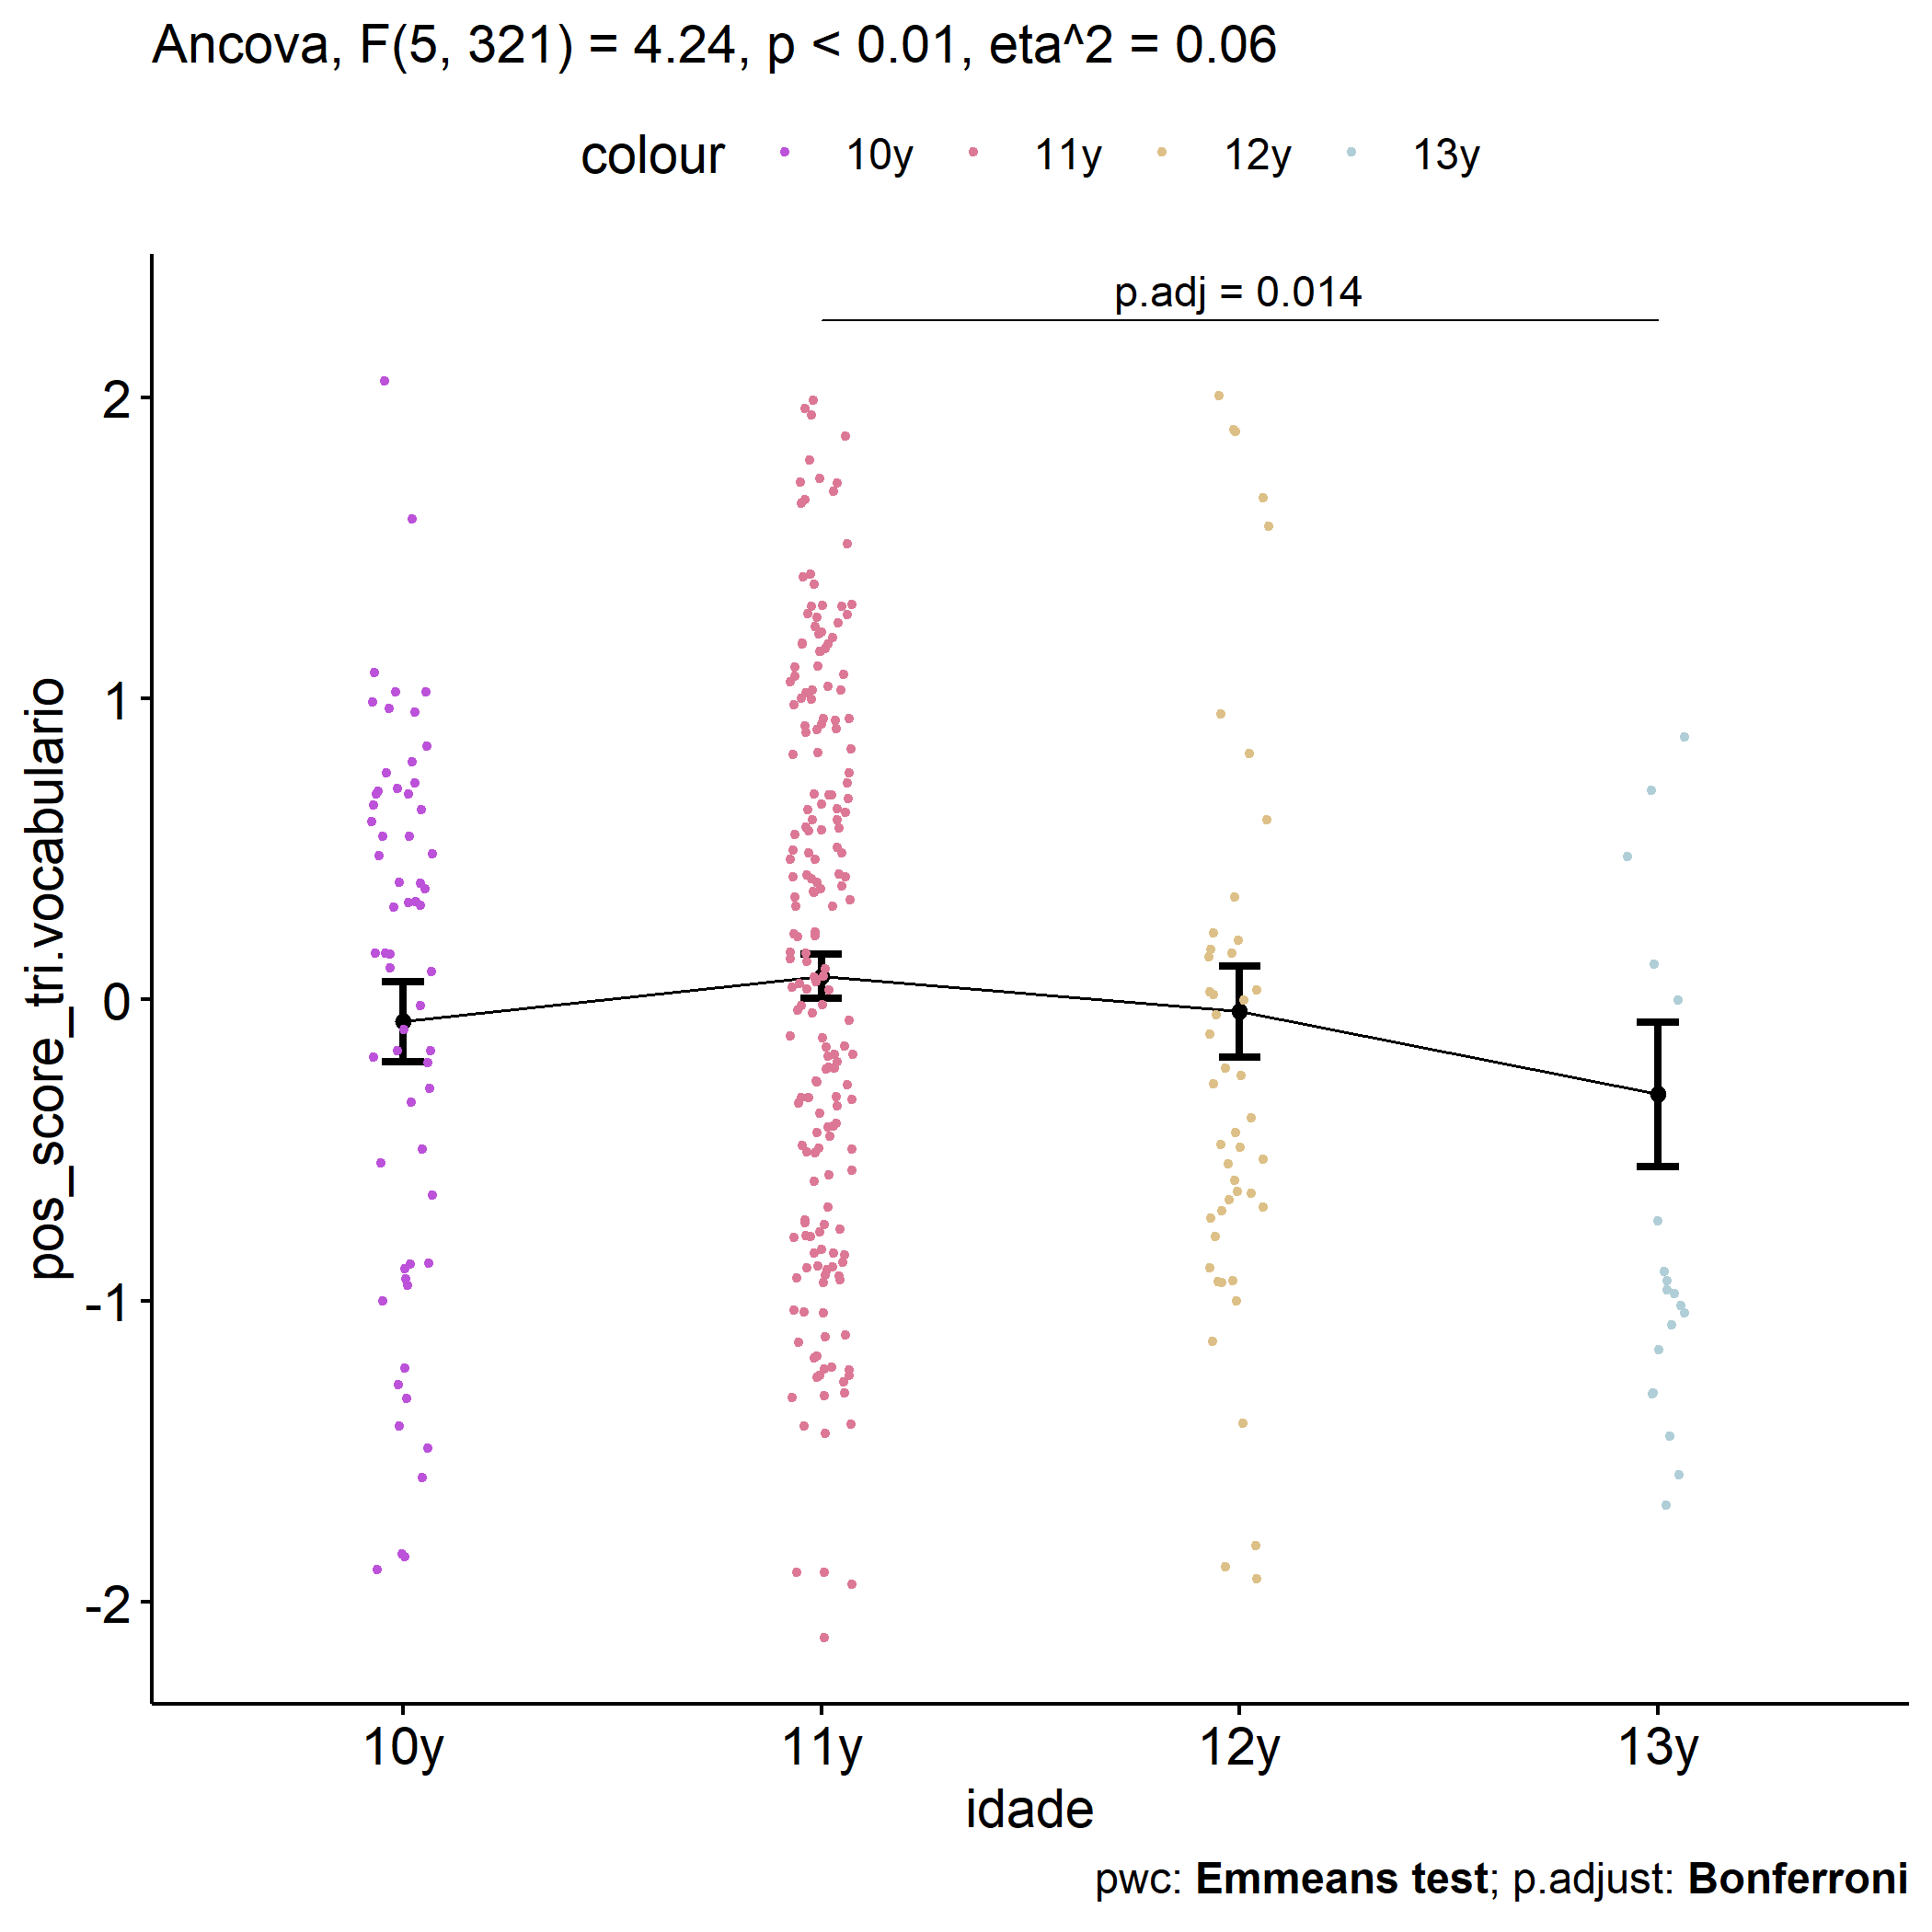 Ancova, F(5, 321) = 4.24, p < 0.01, eta^2 = 0.06
colour 10y 11y 12y 13y
p.adj = 0.014
pos_score_tri.vocabulario
2
1
0
-1
-2
10y 11y 12y 13y
idade
pwc: Emmeans test; p.adjust: Bonferroni